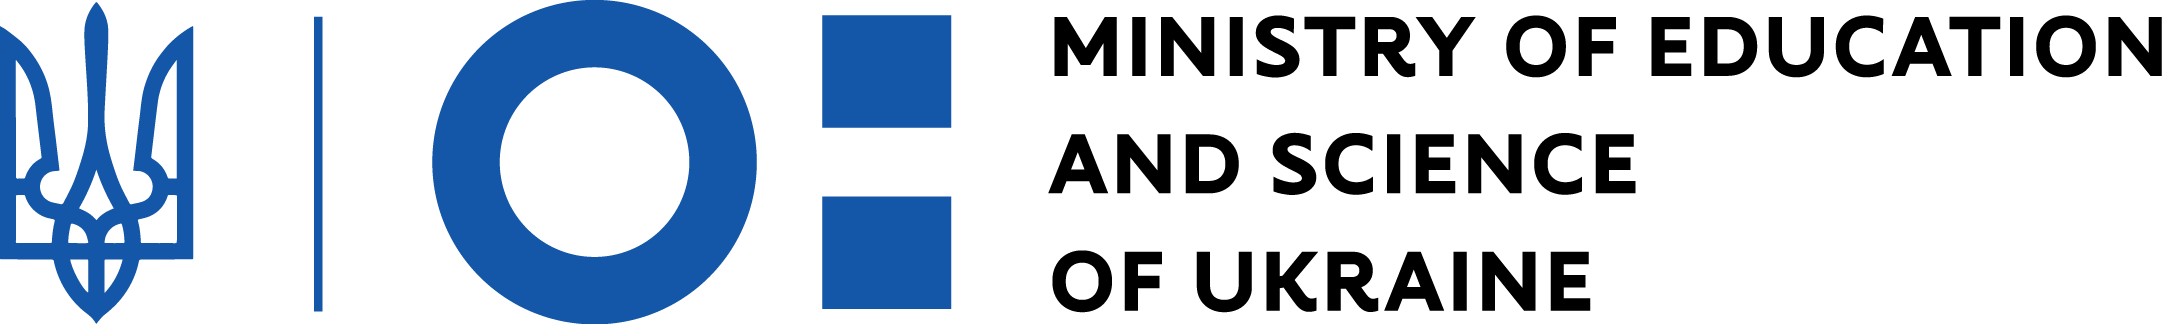 MINISTRY OF EDUCATION
AND SCIENCE
OF UKRAINE